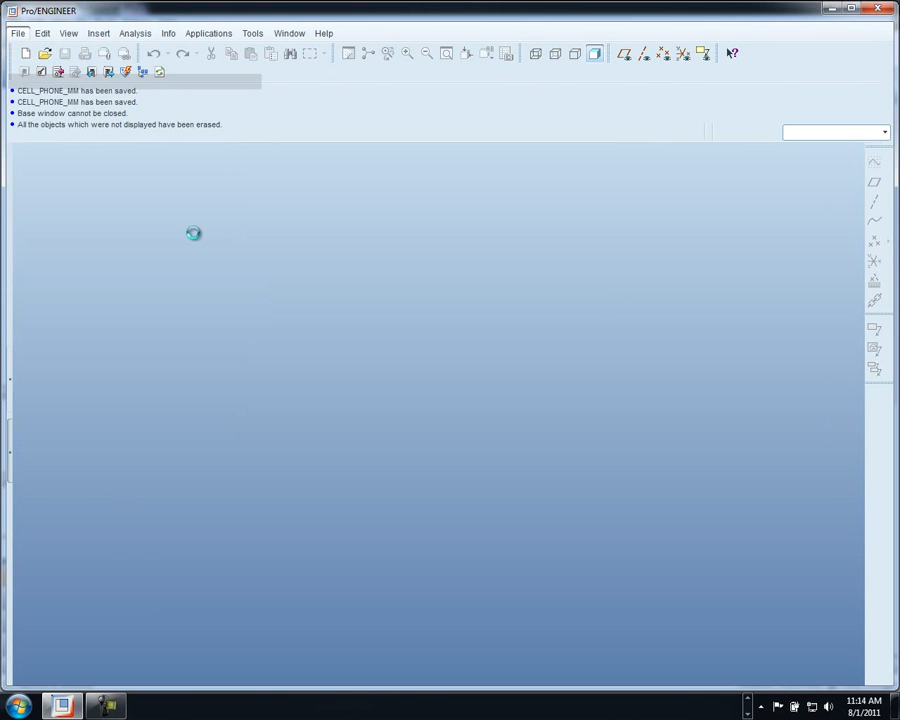 Pro/ENGINEER
File Edit View Insert Analysis Info Applications Tools Window Help
CELL_PHONE_MM has been saved.
CELL_PHONE_MM has been saved.
Base window cannot be closed.
All the objects which were not displayed have been erased.
11:14 AM
8/1/2011